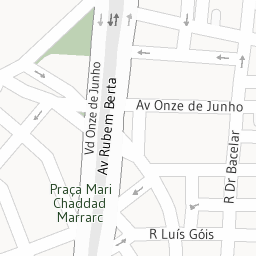 Vd Onze de Junho
Av Rubem Berta
Av Onze de Junho
R Dr Bacelar
Praça Mari
Chaddad
Marrarc
R Luís Góis